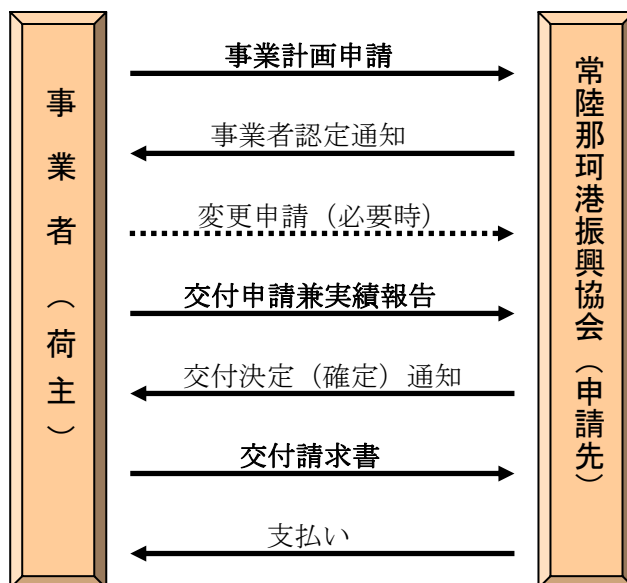 事業者（荷主）
事業計画申請
事業者認定通知
変更申請（必要時）
交付申請兼実績報告
交付決定（確定）通知
交付請求書
支払い
常陸那珂港振興協会（申請先）